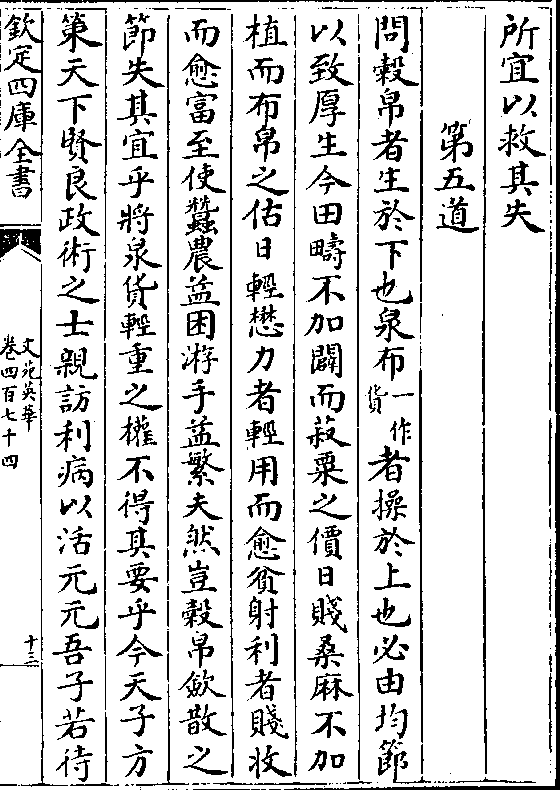 所宜以救其失
第五道
問穀帛者生於下也泉布一作貨者操於上也必由均節
以致厚生今田疇不加闢而菽粟之價日賤桑麻不加
植而布帛之估日輕懋力者輕用而愈貧射利者賤收
而愈富至使蠶農益困游手益繁夫然豈穀帛斂散之
節失其宜乎將泉貨輕重之權不得其要乎今天子方
策天下賢良政術之士親訪利病以活元元吾子若待
欽定四庫全書
文苑英華
卷四百七十四
十三